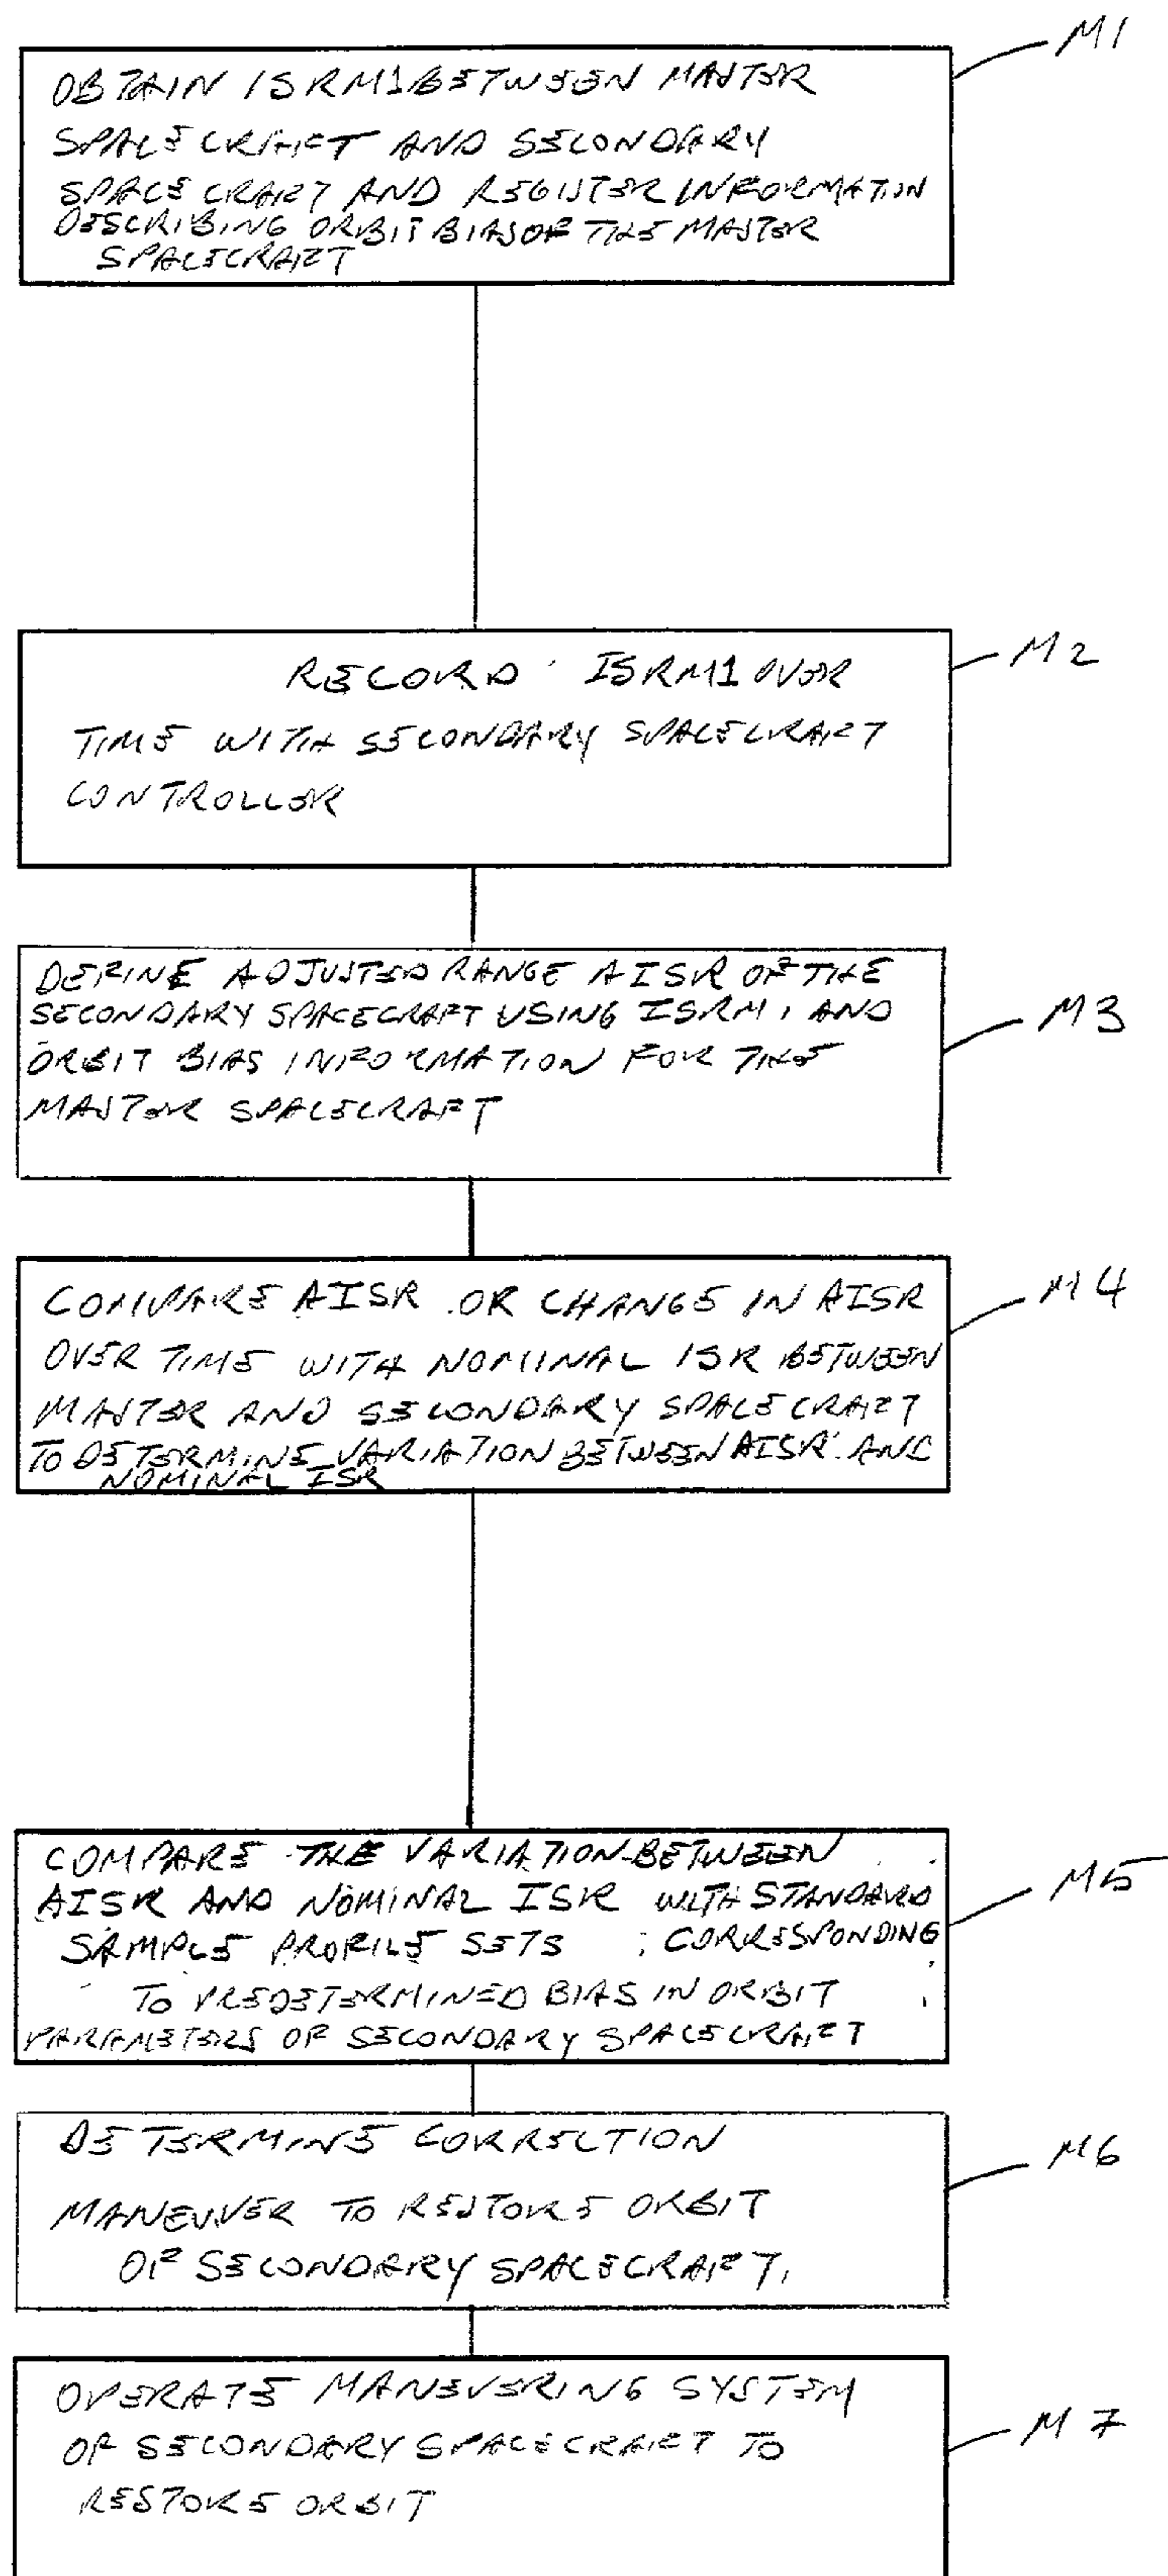 M1
OBTAIN ISRM1 BETWEEN MASTER
SPACECRAFT AND SECONDARY
SPACECRAFT AND REGISTER INFORMATION
DESCRIBING ORBIT BIAS OF THE MASTER
SPACECRAFT
M2
RECORD ISRM1 OVER
TIME WITH SECONDARY SPACECRAFT
CONTROLLER
DEFINE ADJUSTED RANGE AISR OF THE
SECONDARY SPACECRAFT USING ISRM1 AND
M3
ORBIT BIAS INFORMATION FOR THE
MASTER SPACECRAFT
M4
COMPARE AISR OR CHANGE IN AISR
OVER TIME WITH NOMINAL ISR BETWEEN
MASTER AND SECONDARY SPACECRAFT
TO DETERMINE VARIATION BETWEEN AISR AND
NOMINAL ISR
COMPARE THE VARIATION BETWEEN
M5
AISR AND NOMINAL ISR WITH STANDARD
SAMPLE PROFILE SETS CORRESPONDING
TO PREDETERMINED BIAS IN ORBIT
PARAMETERS OF SECONDARY SPACECRAFT
DETERMINE CORRECTION
M6
MANEUVER TO RESTORE ORBIT
OF SECONDARY SPACECRAFT.
OPERATE MANEVERING SYSTEM
M7
OF SECONDARY SPACECRAFT TO
RESTORE ORBIT